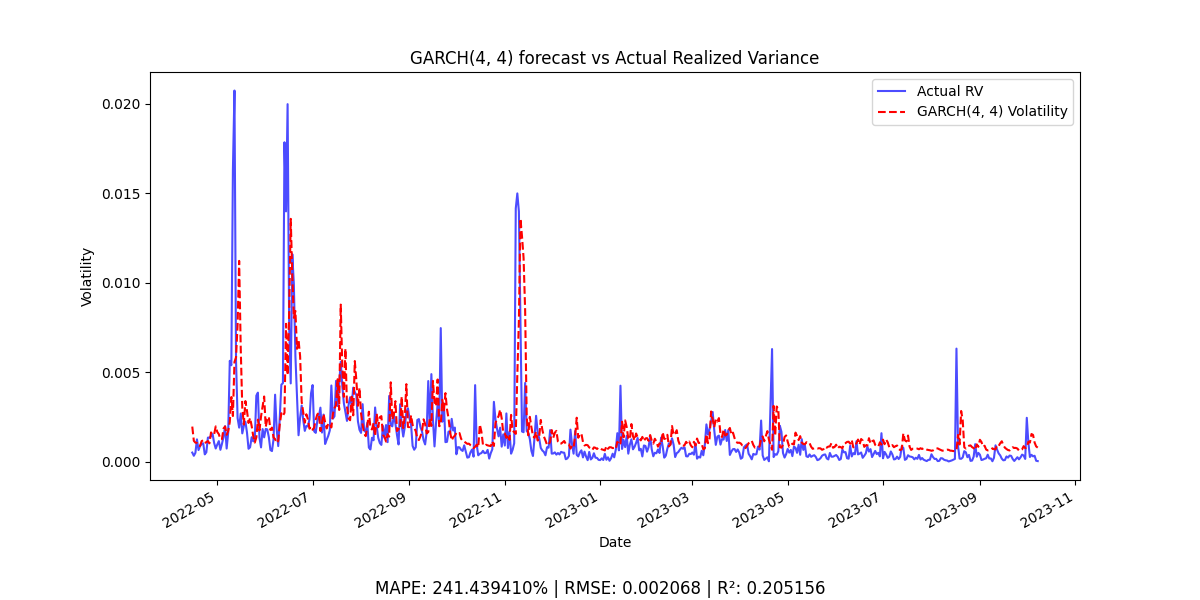 GARCH(4, 4) forecast vs Actual Realized Variance
Actual RV
GARCH(4, 4) Volatility
Volatility
0.020
0.015
0.010
0.005
0.000
2022-05
2022-07
2022-09
2022-11
2023-01
2023-03
2023-05
2023-07
2023-09
2023-11
Date
MAPE: 241.439410% | RMSE: 0.002068 | R²: 0.205156